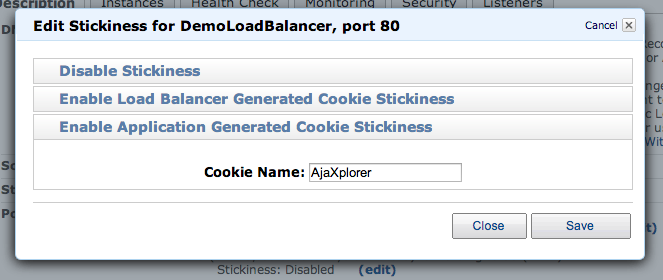 Description Instances Health Check Monitoring Security Listeners
Edit Stickiness for DemoLoadBalancer, port 80 Cancel
Disable Stickiness
Enable Load Balancer Generated Cookie Stickiness
Enable Application Generated Cookie Stickiness
Cookie Name: AjaXplorer
Close Save
Stickiness: Disabled (edit)